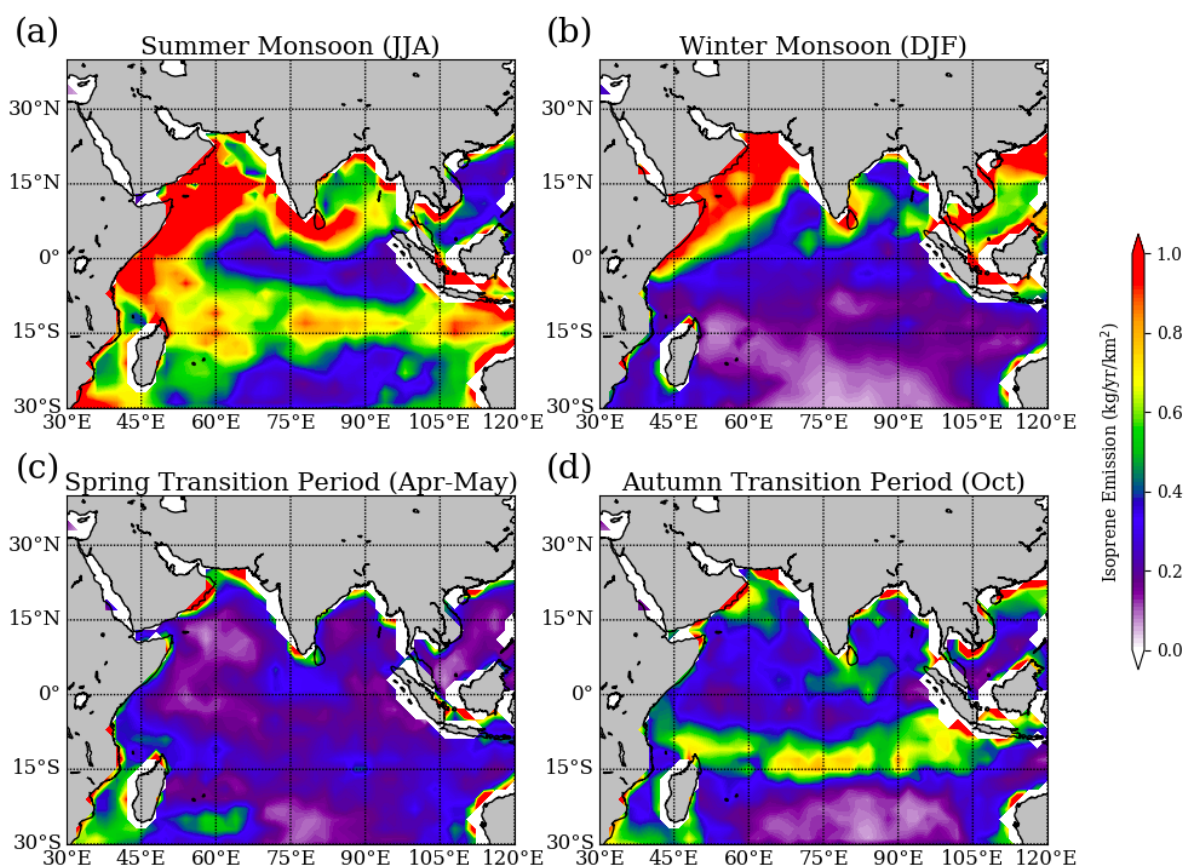 (a)
Summer Monsoon (JJA)
30°N
15°N
0°
15°S
30°S
30°E 45°E 60°E 75°E 90°E 105°E 120°E
(b)
Winter Monsoon (DJF)
30°N
15°N
0°
15°S
30°S
30°E 45°E 60°E 75°E 90°E 105°E 120°E
(c)
Spring Transition Period (Apr-May)
30°N
15°N
0°
15°S
30°S
30°E 45°E 60°E 75°E 90°E 105°E 120°E
(d)
Autumn Transition Period (Oct)
30°N
15°N
0°
15°S
30°S
30°E 45°E 60°E 75°E 90°E 105°E 120°E
Isoprene Emission (kg/yr/km²)
1.0
0.8
0.6
0.4
0.2
0.0